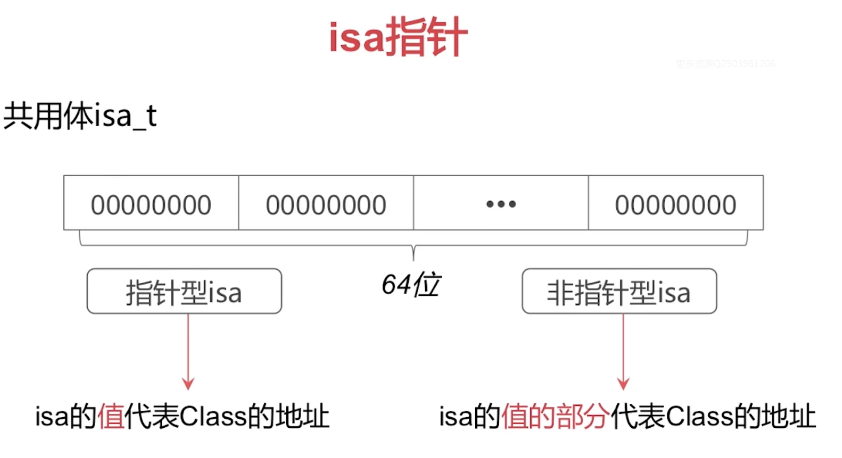 isa指针
共用体isa_t
00000000 00000000 ••• 00000000
64位
指针型isa 非指针型isa
isa的值代表Class的地址 isa的值的部分代表Class的地址